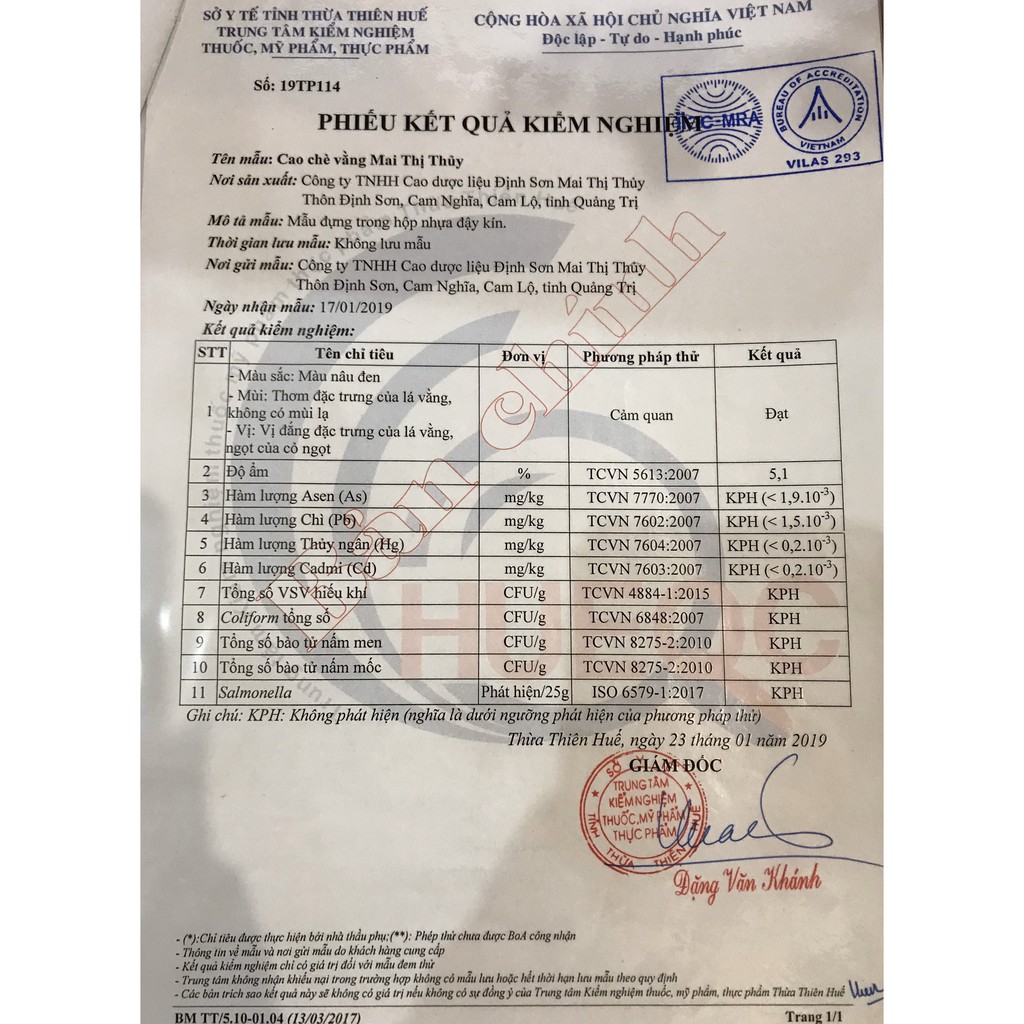 SỞ Y TẾ TỈNH THỪA THIÊN HUẾ
TRUNG TÂM KIỂM NGHIỆM
THUỐC, MỸ PHẨM, THỰC PHẨM
CỘNG HÒA XÃ HỘI CHỦ NGHĨA VIỆT NAM
Độc lập - Tự do - Hạnh phúc
Số: 19TP114
PHIẾU KẾT QUẢ KIỂM NGHIỆM
C-MRA
BUREAU OF ACCREDITATION
VIETNAM
VILAS 293
Tên mẫu: Cao chè vằng Mai Thị Thủy
Nơi sản xuất: Công ty TNHH Cao dược liệu Định Sơn Mai Thị Thủy
Thôn Định Sơn, Cam Nghĩa, Cam Lộ, tỉnh Quảng Trị
Mô tả mẫu: Mẫu đựng trong hộp nhựa đậy kín.
Thời gian lưu mẫu: Không lưu mẫu
Nơi gửi mẫu: Công ty TNHH Cao dược liệu Định Sơn Mai Thị Thủy
Thôn Định Sơn, Cam Nghĩa, Cam Lộ, tỉnh Quảng Trị
Ngày nhận mẫu: 17/01/2019
Kết quả kiểm nghiệm:
STT Tên chỉ tiêu Đơn vị Phương pháp thử Kết quả
- Màu sắc: Màu nâu đen
- Mùi: Thơm đặc trưng của lá vằng,
1 không có mùi lạ Cảm quan Đạt
- Vị: Vị đắng đặc trưng của lá vằng,
ngọt của cỏ ngọt
2 Độ ẩm % TCVN 5613:2007 5,1
3 Hàm lượng Asen (As) mg/kg TCVN 7770:2007 KPH (< 1,9.10⁻³)
4 Hàm lượng Chì (Pb) mg/kg TCVN 7602:2007 KPH (< 1,5.10⁻³)
5 Hàm lượng Thủy ngân (Hg) mg/kg TCVN 7604:2007 KPH (< 0,2.10⁻³)
6 Hàm lượng Cadmi (Cd) mg/kg TCVN 7603:2007 KPH (< 0,2.10⁻³)
7 Tổng số VSV hiếu khí CFU/g TCVN 4884-1:2015 KPH
8 Coliform tổng số CFU/g TCVN 6848:2007 KPH
9 Tổng số bào tử nấm men CFU/g TCVN 8275-2:2010 KPH
10 Tổng số bào tử nấm mốc CFU/g TCVN 8275-2:2010 KPH
11 Salmonella Phát hiện/25g ISO 6579-1:2017 KPH
Bản chính
Ghi chú: KPH: Không phát hiện (nghĩa là dưới ngưỡng phát hiện của phương pháp thử)
Thừa Thiên Huế, ngày 23 tháng 01 năm 2019
GIÁM ĐỐC
SỞ Y TẾ
TRUNG TÂM
KIỂM NGHIỆM
THUỐC, MỸ PHẨM
THỰC PHẨM
TỈNH THỪA THIÊN HUẾ
Đặng Văn Khánh
- (*):Chỉ tiêu được thực hiện bởi nhà thầu phụ;(**): Phép thử chưa được BoA công nhận
- Thông tin về mẫu và nơi gửi mẫu do khách hàng cung cấp
- Kết quả kiểm nghiệm chỉ có giá trị đối với mẫu đem thử
- Trung tâm không nhận khiếu nại trong trường hợp không có mẫu lưu hoặc hết thời hạn lưu mẫu theo quy định
- Các bản trích sao kết quả này sẽ không có giá trị nếu không có sự đồng ý của Trung tâm Kiểm nghiệm thuốc, mỹ phẩm, thực phẩm Thừa Thiên Huế
BM TT/5.10-01.04 (13/03/2017)
Trang 1/1